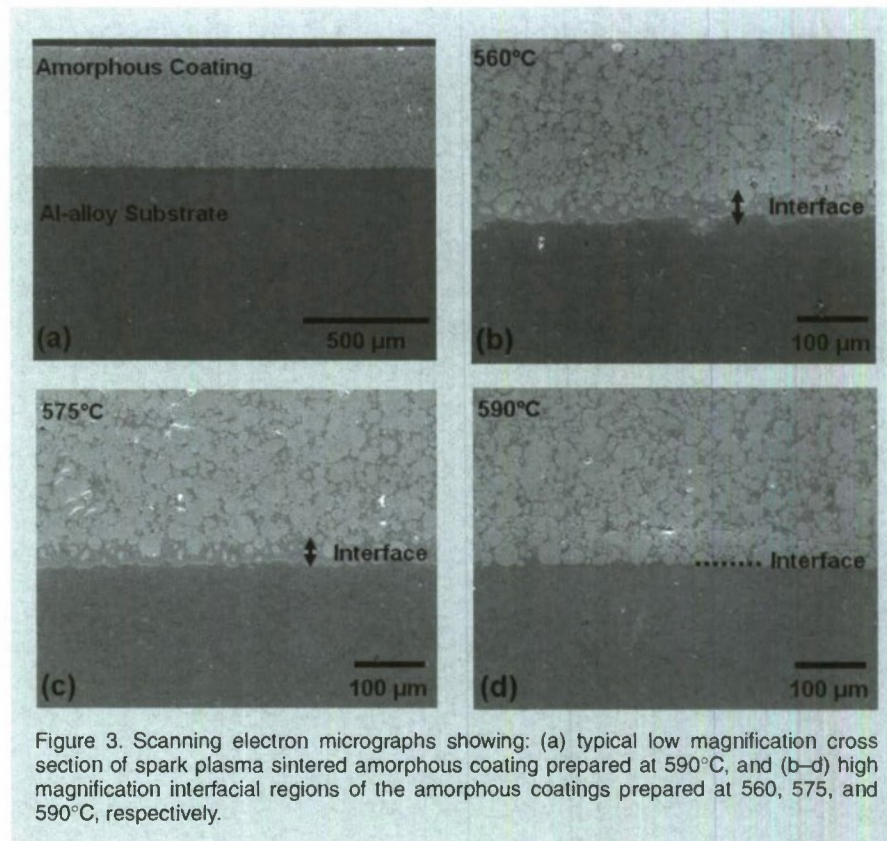 Amorphous Coating
Al-alloy Substrate
(a)
500 µm
560°C
Interface
(b)
100 µm
575°C
Interface
(c)
100 µm
590°C
Interface
(d)
100 µm
Figure 3. Scanning electron micrographs showing: (a) typical low magnification cross
section of spark plasma sintered amorphous coating prepared at 590°C, and (b–d) high
magnification interfacial regions of the amorphous coatings prepared at 560, 575, and
590°C, respectively.